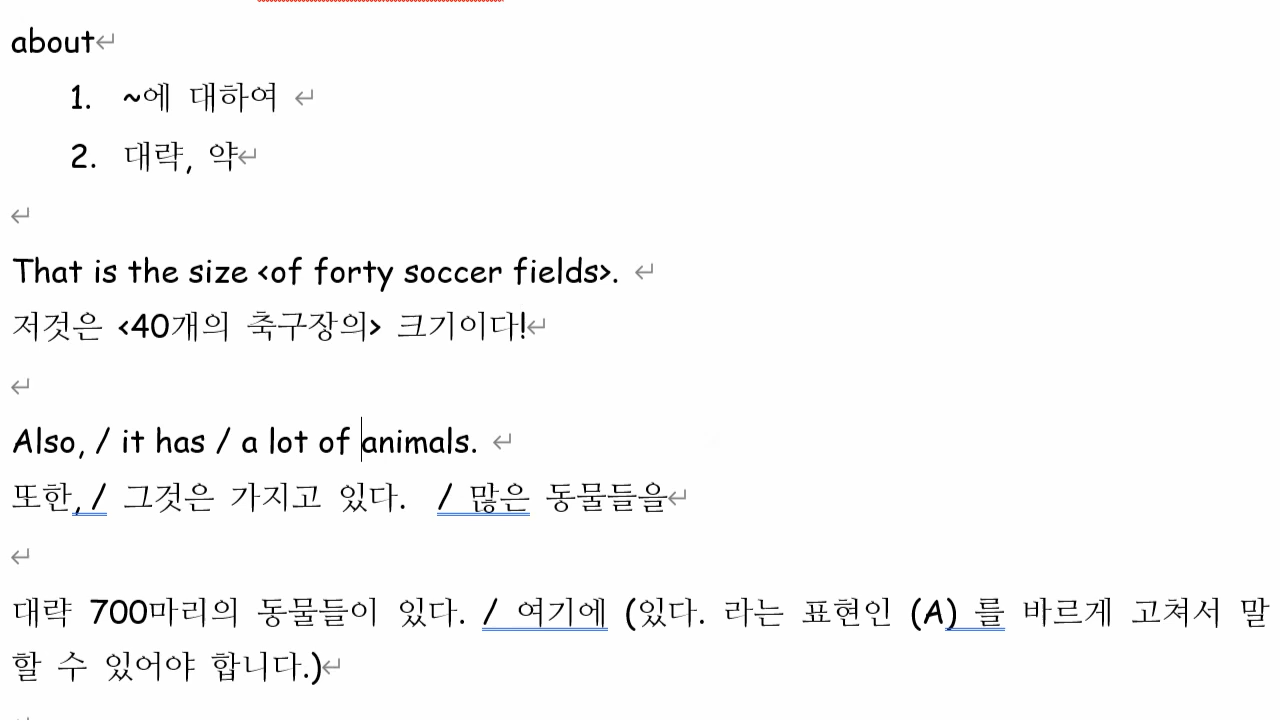 about
1. ~에 대하여
2. 대략, 약
That is the size <of forty soccer fields>.
저것은 <40개의 축구장의> 크기이다!
Also, / it has / a lot of animals.
또한, / 그것은 가지고 있다. / 많은 동물들을
대략 700마리의 동물들이 있다. / 여기에 (있다. 라는 표현인 (A) 를 바르게 고쳐서 말
할 수 있어야 합니다.)